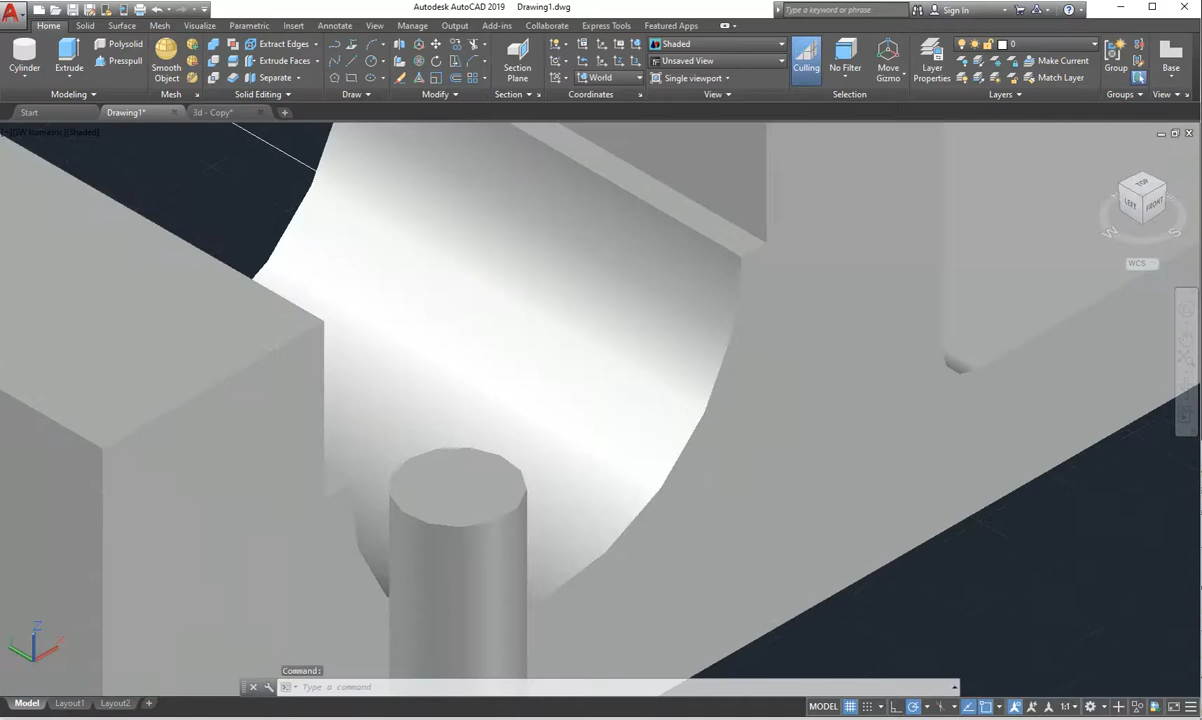 Autodesk AutoCAD 2019 Drawing1.dwg
Type a keyword or phrase
Sign In
Home Solid Surface Mesh Visualize Parametric Insert Annotate View Manage Output Add-ins Collaborate Express Tools Featured Apps
Cylinder
Extrude
Polysolid
Presspull
Smooth
Object
Extract Edges
Extrude Faces
Separate
Section
Plane
World
Shaded
Unsaved View
Single viewport
Culling
No Filter
Move
Gizmo
Layer
Properties
0
Make Current
Match Layer
Group
Base
Modeling
Mesh
Solid Editing
Draw
Modify
Section
Coordinates
View
Selection
Layers
Groups
View
Start Drawing1* 3d - Copy*
[-][SW Isometric][Shaded]
TOP
LEFT FRONT
W S
WCS
Z
X
Command:
Type a command
Model Layout1 Layout2
MODEL
1:1